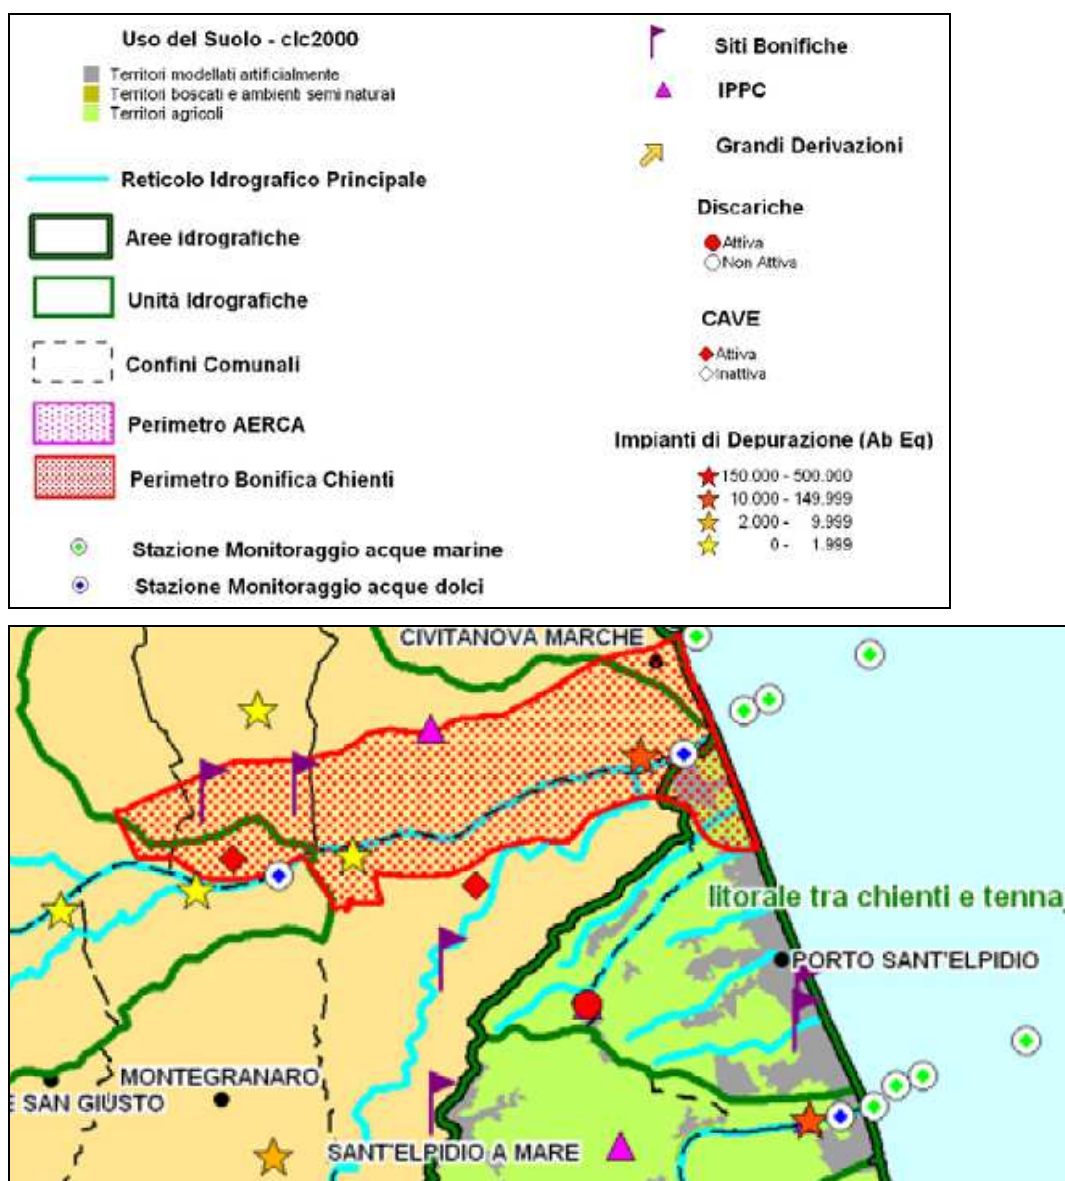 Uso del Suolo - clc2000
Territori modellati artificialmente
Territori boscati e ambienti semi naturali
Territori agricoli
Reticolo Idrografico Principale
Aree idrografiche
Unità Idrografiche
Confini Comunali
Perimetro AERCA
Perimetro Bonifica Chienti
Stazione Monitoraggio acque marine
Stazione Monitoraggio acque dolci
Siti Bonifiche
IPPC
Grandi Derivazioni
Discariche
Attiva
Non Attiva
CAVE
Attiva
Inattiva
Impianti di Depurazione (Ab Eq)
150.000 - 500.000
10.000 - 149.999
2.000 - 9.999
0 - 1.999
CIVITANOVA MARCHE
litorale tra chienti e tenna
PORTO SANT'ELPIDIO
MONTEGRANARO
E SAN GIUSTO
SANT'ELPIDIO A MARE